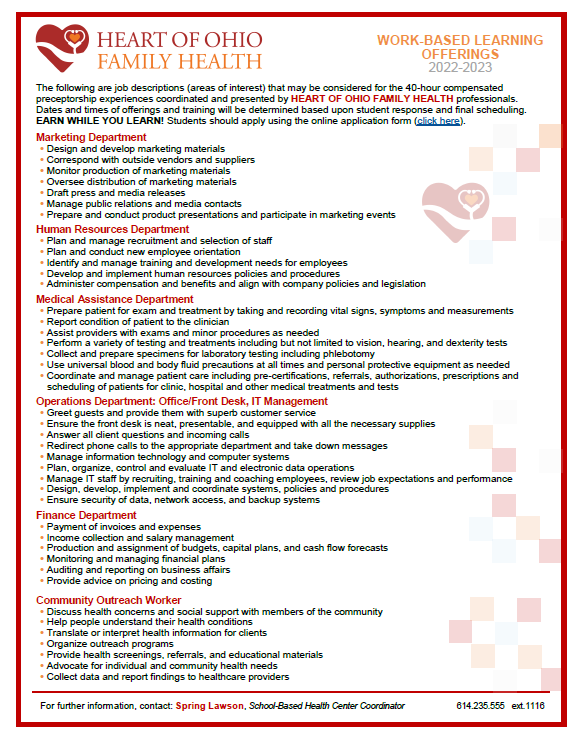 HEART OF OHIO
FAMILY HEALTH
WORK-BASED LEARNING
OFFERINGS
2022-2023
The following are job descriptions (areas of interest) that may be considered for the 40-hour compensated
preceptorship experiences coordinated and presented by HEART OF OHIO FAMILY HEALTH professionals.
Dates and times of offerings and training will be determined based upon student response and final scheduling.
EARN WHILE YOU LEARN! Students should apply using the online application form (click here).
Marketing Department
• Design and develop marketing materials
• Correspond with outside vendors and suppliers
• Monitor production of marketing materials
• Oversee distribution of marketing materials
• Draft press and media releases
• Manage public relations and media contacts
• Prepare and conduct product presentations and participate in marketing events
Human Resources Department
• Plan and manage recruitment and selection of staff
• Plan and conduct new employee orientation
• Identify and manage training and development needs for employees
• Develop and implement human resources policies and procedures
• Administer compensation and benefits and align with company policies and legislation
Medical Assistance Department
• Prepare patient for exam and treatment by taking and recording vital signs, symptoms and measurements
• Report condition of patient to the clinician
• Assist providers with exams and minor procedures as needed
• Perform a variety of testing and treatments including but not limited to vision, hearing, and dexterity tests
• Collect and prepare specimens for laboratory testing including phlebotomy
• Use universal blood and body fluid precautions at all times and personal protective equipment as needed
• Coordinate and manage patient care including pre-certifications, referrals, authorizations, prescriptions and
scheduling of patients for clinic, hospital and other medical treatments and tests
Operations Department: Office/Front Desk, IT Management
• Greet guests and provide them with superb customer service
• Ensure the front desk is neat, presentable, and equipped with all the necessary supplies
• Answer all client questions and incoming calls
• Redirect phone calls to the appropriate department and take down messages
• Manage information technology and computer systems
• Plan, organize, control and evaluate IT and electronic data operations
• Manage IT staff by recruiting, training and coaching employees, review job expectations and performance
• Design, develop, implement and coordinate systems, policies and procedures
• Ensure security of data, network access, and backup systems
Finance Department
• Payment of invoices and expenses
• Income collection and salary management
• Production and assignment of budgets, capital plans, and cash flow forecasts
• Monitoring and managing financial plans
• Auditing and reporting on business affairs
• Provide advice on pricing and costing
Community Outreach Worker
• Discuss health concerns and social support with members of the community
• Help people understand their health conditions
• Translate or interpret health information for clients
• Organize outreach programs
• Provide health screenings, referrals, and educational materials
• Advocate for individual and community health needs
• Collect data and report findings to healthcare providers
For further information, contact: Spring Lawson, School-Based Health Center Coordinator 614.235.555 ext.1116